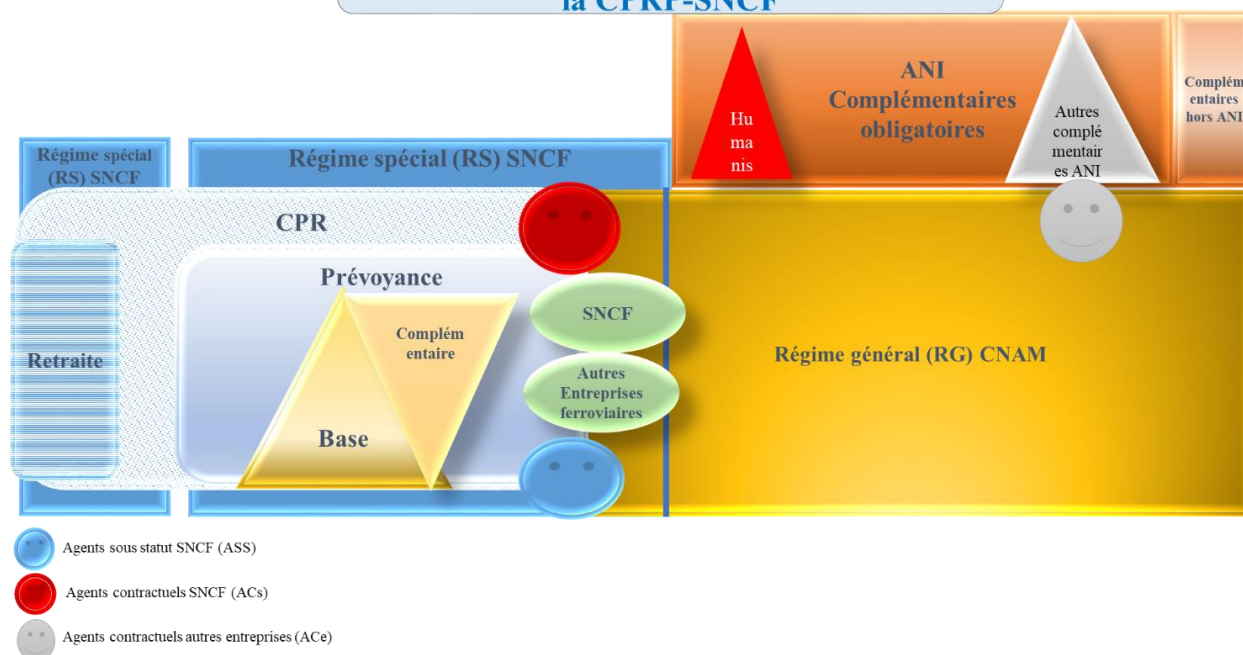 la CPRP-SNCF
ANI
Complémentaires
obligatoires
Hu
ma
nis
Autres
complé
mentair
es ANI
Complém
entaires
hors ANI
Régime spécial
(RS) SNCF
Régime spécial (RS) SNCF
CPR
Prévoyance
Complém
entaire
Base
Retraite
SNCF
Autres
Entreprises
ferroviaires
Régime général (RG) CNAM
Agents sous statut SNCF (ASS)
Agents contractuels SNCF (ACs)
Agents contractuels autres entreprises (ACe)